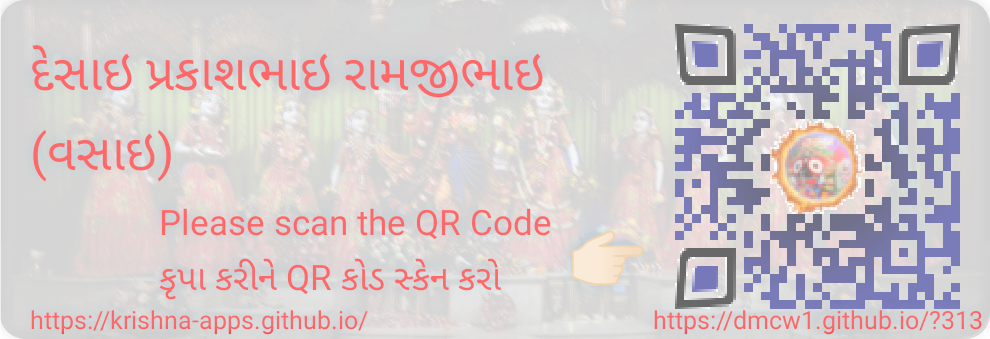 દેસાઇ પ્રકાશભાઇ રામજીભાઇ
(વસાઇ)
Please scan the QR Code
કૃપા કરીને QR કોડ સ્કેન કરો
https://krishna-apps.github.io/
https://dmcw1.github.io/?313